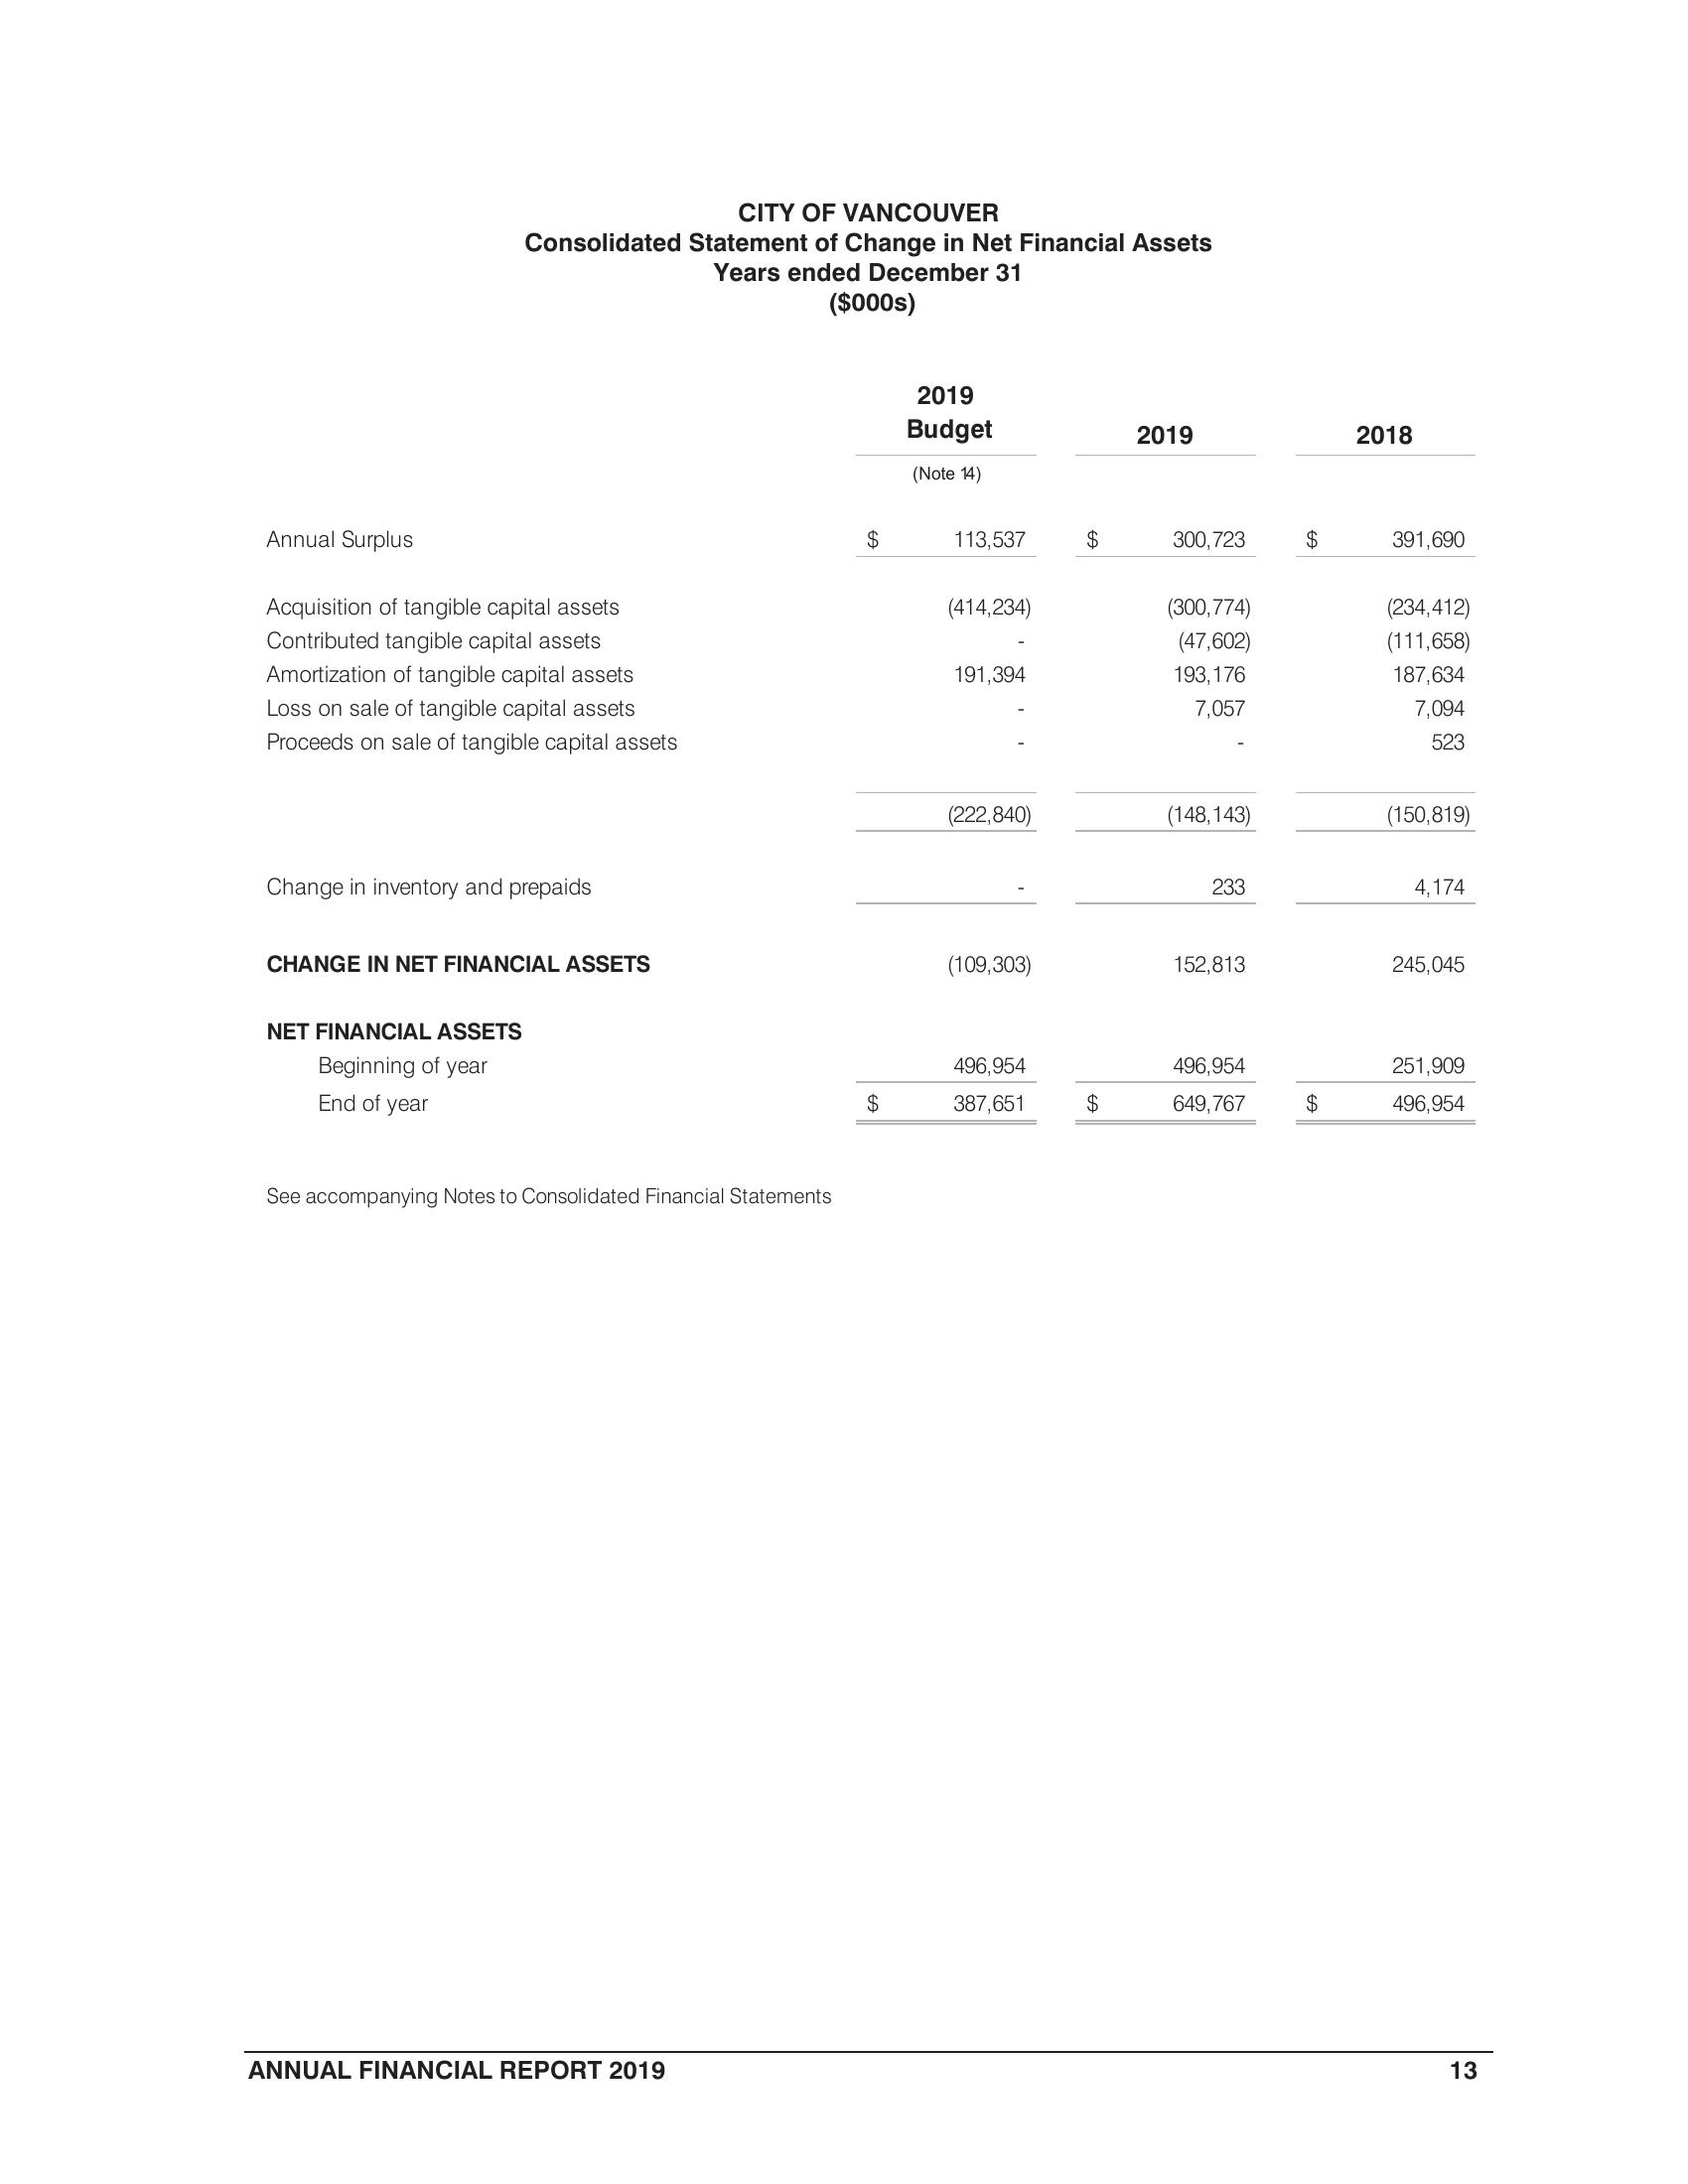 CITY OF VANCOUVER
Consolidated Statement of Change in Net Financial Assets
Years ended December 31
($000s)
2019
Budget 2019 2018
(Note 14)
Annual Surplus $ 113,537 $ 300,723 $ 391,690
Acquisition of tangible capital assets (414,234) (300,774) (234,412)
Contributed tangible capital assets - (47,602) (111,658)
Amortization of tangible capital assets 191,394 193,176 187,634
Loss on sale of tangible capital assets - 7,057 7,094
Proceeds on sale of tangible capital assets - - 523
(222,840) (148,143) (150,819)
Change in inventory and prepaids - 233 4,174
CHANGE IN NET FINANCIAL ASSETS (109,303) 152,813 245,045
NET FINANCIAL ASSETS
Beginning of year 496,954 496,954 251,909
End of year $ 387,651 $ 649,767 $ 496,954
See accompanying Notes to Consolidated Financial Statements
ANNUAL FINANCIAL REPORT 2019 13